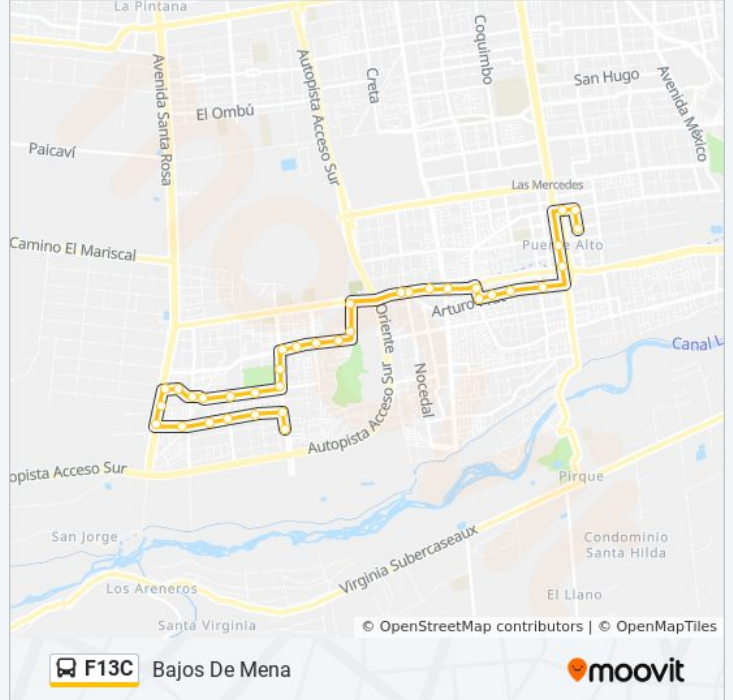 La Pintana
Coquimbo
Creta
San Hugo
Avenida México
Avenida Santa Rosa
Autopista Acceso Sur
El Ombú
Paicaví
Las Mercedes
Camino El Mariscal
Puente Alto
Arturo
Oriente
Canal L
Nocedal
Autopista Acceso Sur
opista Acceso Sur
Pirque
San Jorge
Virginia Subercaseaux
Condominio
Santa Hilda
Los Areneros
El Llano
Santa Virginia
© OpenStreetMap contributors | © OpenMapTiles
F13C Bajos De Mena
moovit